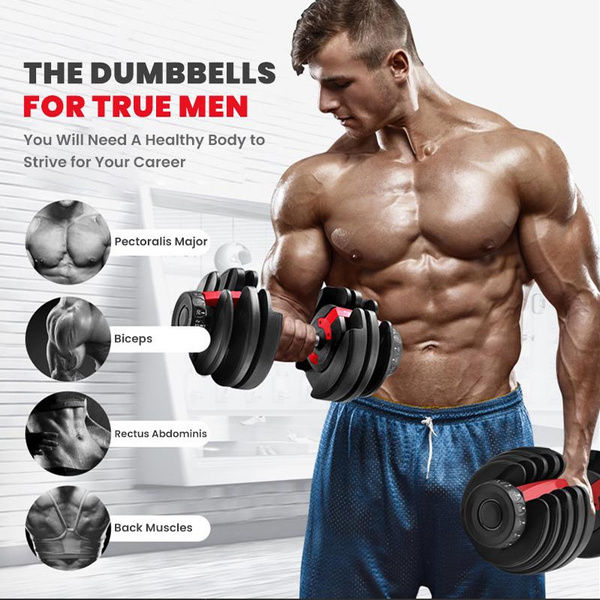 THE DUMBBELLS
FOR TRUE MEN
You Will Need A Healthy Body to
Strive for Your Career
Pectoralis Major
Biceps
Rectus Abdominis
Back Muscles